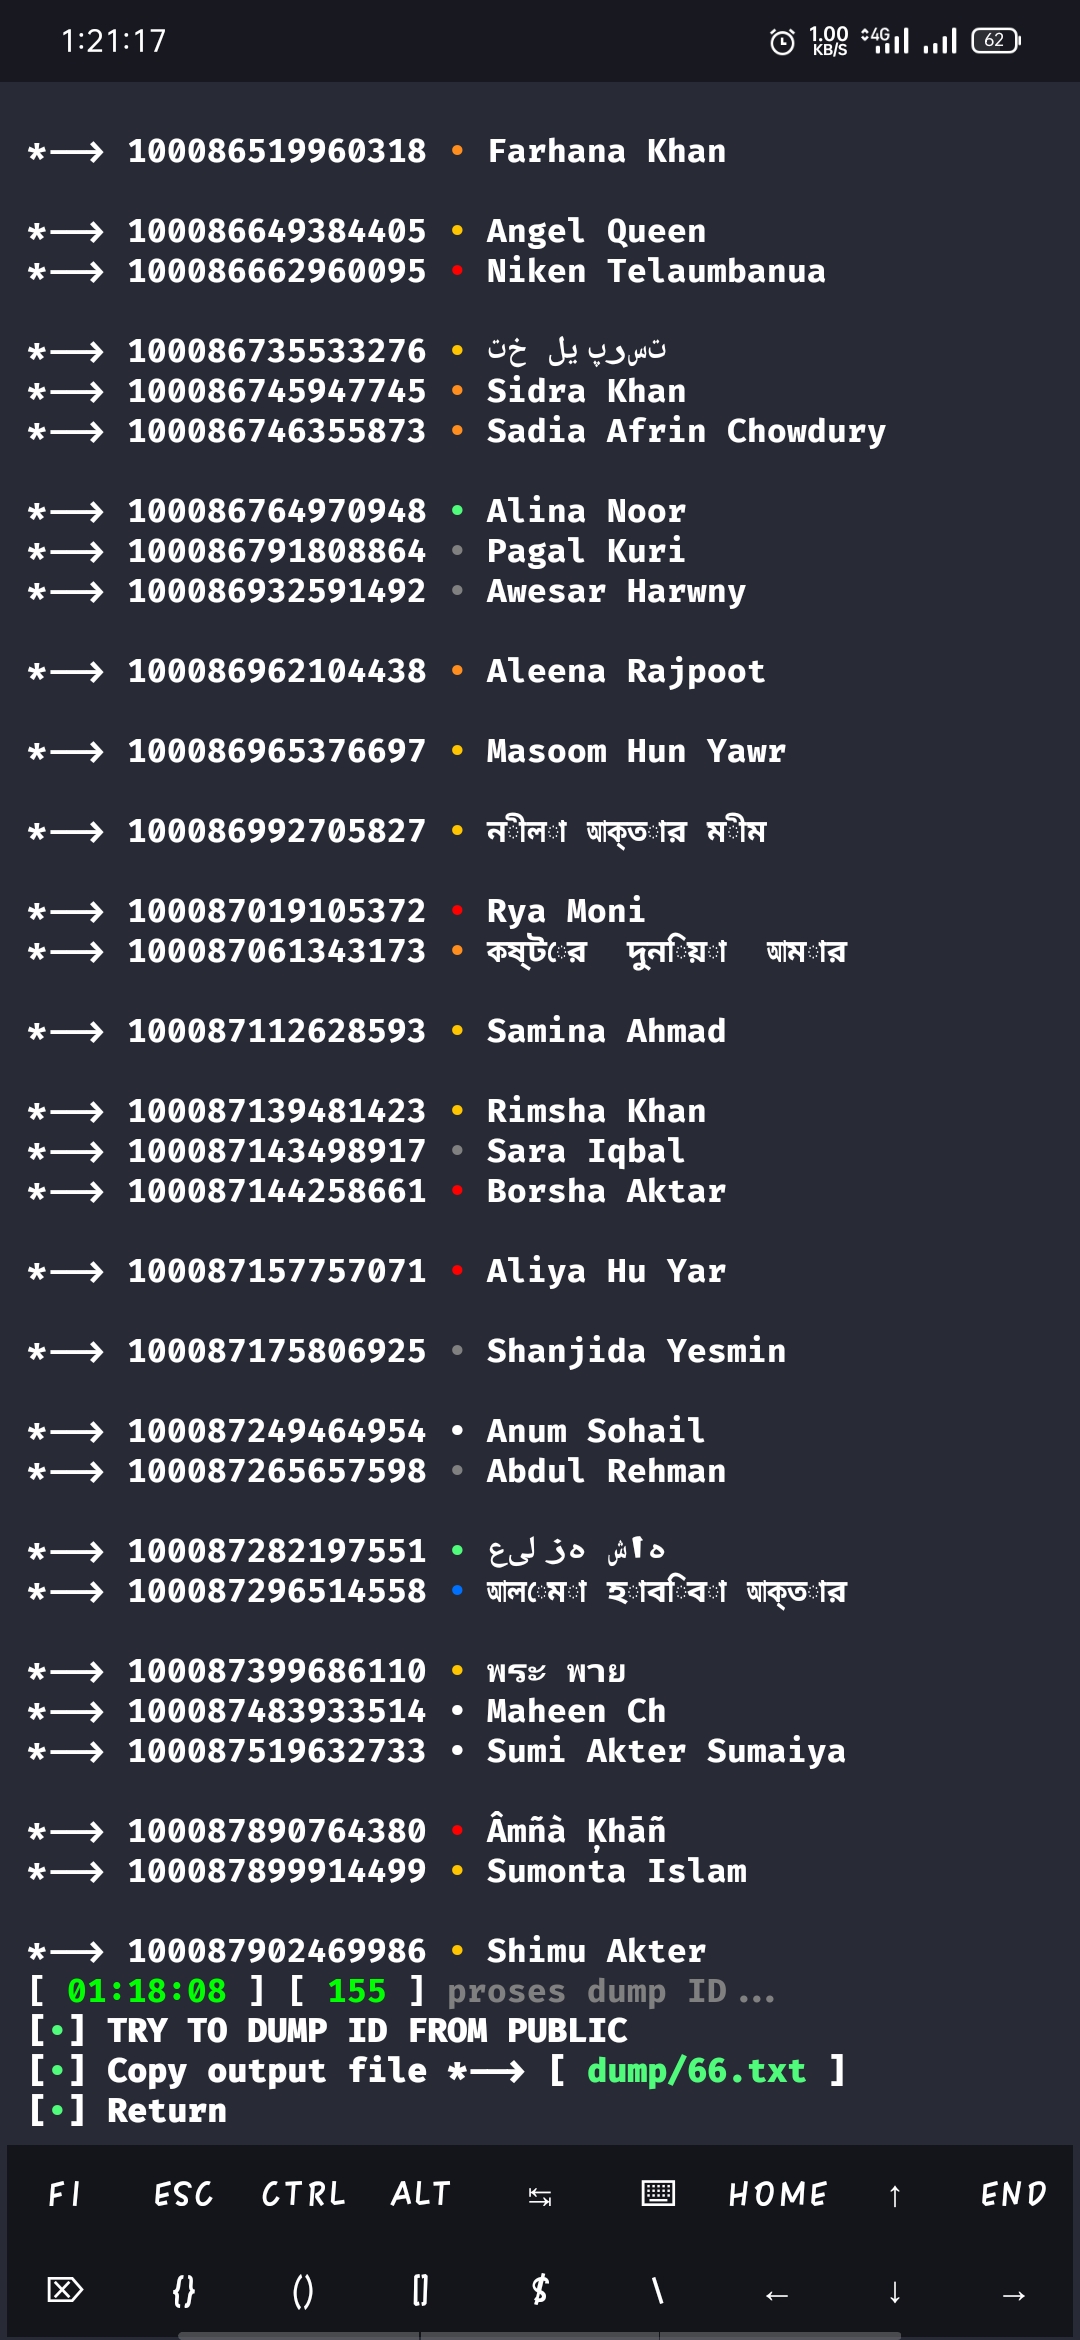 1:21:17 1.00 KB/S 4G 62
*⟶ 100086519960318 • Farhana Khan
*⟶ 100086649384405 • Angel Queen
*⟶ 100086662960095 • Niken Telaumbanua
*⟶ 100086735533276 • تخ لی پرست
*⟶ 100086745947745 • Sidra Khan
*⟶ 100086746355873 • Sadia Afrin Chowdury
*⟶ 100086764970948 • Alina Noor
*⟶ 100086791808864 • Pagal Kuri
*⟶ 100086932591492 • Awesar Harwny
*⟶ 100086962104438 • Aleena Rajpoot
*⟶ 100086965376697 • Masoom Hun Yawr
*⟶ 100086992705827 • নীলা আক্তার মীম
*⟶ 100087019105372 • Rya Moni
*⟶ 100087061343173 • কষ্টের দুনিয়া আমার
*⟶ 100087112628593 • Samina Ahmad
*⟶ 100087139481423 • Rimsha Khan
*⟶ 100087143498917 • Sara Iqbal
*⟶ 100087144258661 • Borsha Aktar
*⟶ 100087157757071 • Aliya Hu Yar
*⟶ 100087175806925 • Shanjida Yesmin
*⟶ 100087249464954 • Anum Sohail
*⟶ 100087265657598 • Abdul Rehman
*⟶ 100087282197551 • علیزه شاه
*⟶ 100087296514558 • আলেমা হাবিবা আক্তার
*⟶ 100087399686110 • พระ พาย
*⟶ 100087483933514 • Maheen Ch
*⟶ 100087519632733 • Sumi Akter Sumaiya
*⟶ 100087890764380 • Âmñà Ķhāñ
*⟶ 100087899914499 • Sumonta Islam
*⟶ 100087902469986 • Shimu Akter
[ 01:18:08 ] [ 155 ] proses dump ID...
[•] TRY TO DUMP ID FROM PUBLIC
[•] Copy output file *⟶ [ dump/66.txt ]
[•] Return
FI ESC CTRL ALT ↹ HOME ↑ END
⌦ {} () [] $ \ ← ↓ →